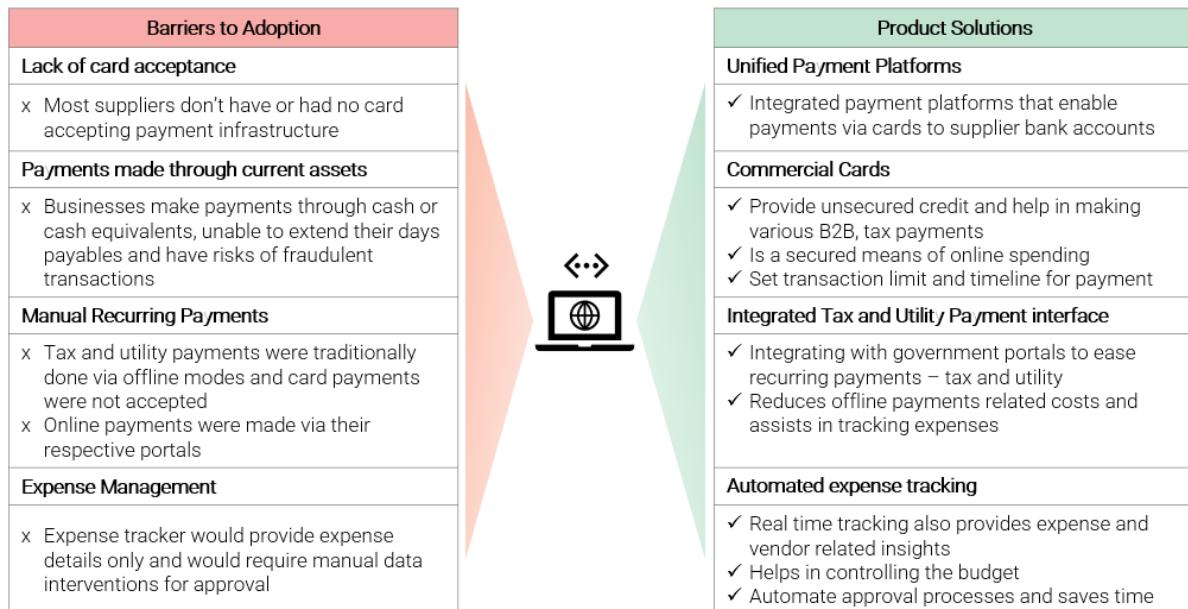 Barriers to Adoption
Lack of card acceptance
x Most suppliers don't have or had no card
accepting payment infrastructure
Payments made through current assets
x Businesses make payments through cash or
cash equivalents, unable to extend their days
payables and have risks of fraudulent
transactions
Manual Recurring Payments
x Tax and utility payments were traditionally
done via offline modes and card payments
were not accepted
x Online payments were made via their
respective portals
Expense Management
x Expense tracker would provide expense
details only and would require manual data
interventions for approval
Product Solutions
Unified Payment Platforms
✓ Integrated payment platforms that enable
payments via cards to supplier bank accounts
Commercial Cards
✓ Provide unsecured credit and help in making
various B2B, tax payments
✓ Is a secured means of online spending
✓ Set transaction limit and timeline for payment
Integrated Tax and Utility Payment interface
✓ Integrating with government portals to ease
recurring payments – tax and utility
✓ Reduces offline payments related costs and
assists in tracking expenses
Automated expense tracking
✓ Real time tracking also provides expense and
vendor related insights
✓ Helps in controlling the budget
✓ Automate approval processes and saves time